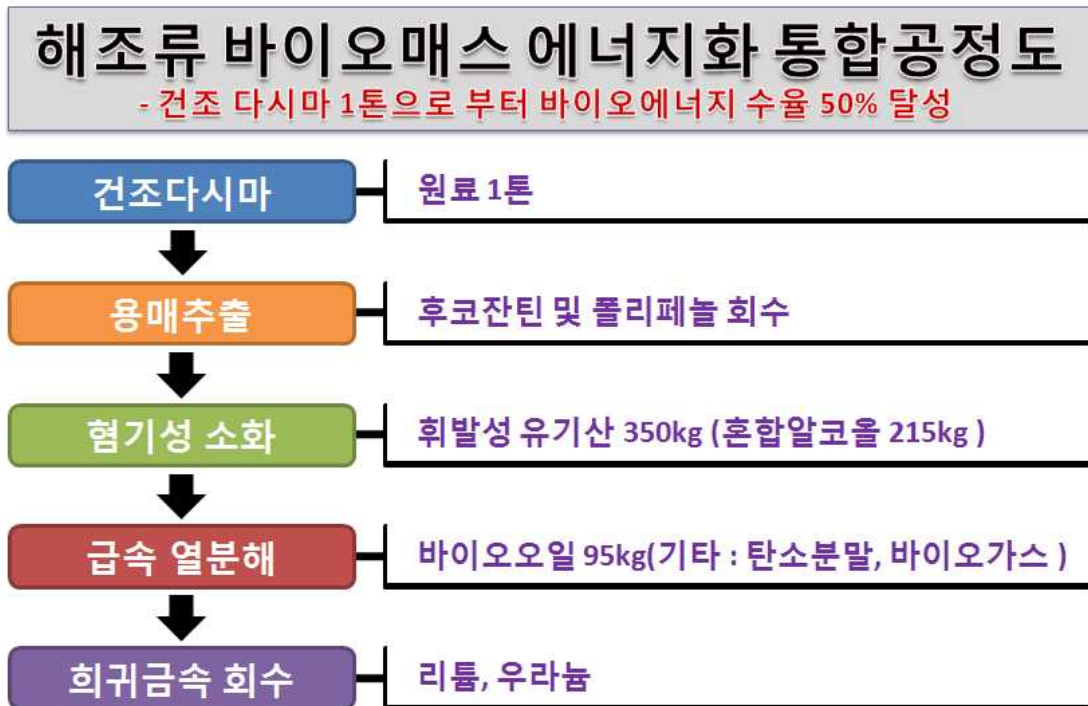 해조류 바이오매스 에너지화 통합공정도
- 건조 다시마 1톤으로 부터 바이오에너지 수율 50% 달성
건조다시마
원료 1톤
용매추출
후코잔틴 및 폴리페놀 회수
혐기성 소화
휘발성 유기산 350kg (혼합알코올 215kg )
급속 열분해
바이오오일 95kg(기타 : 탄소분말, 바이오가스 )
희귀금속 회수
리튬, 우라늄